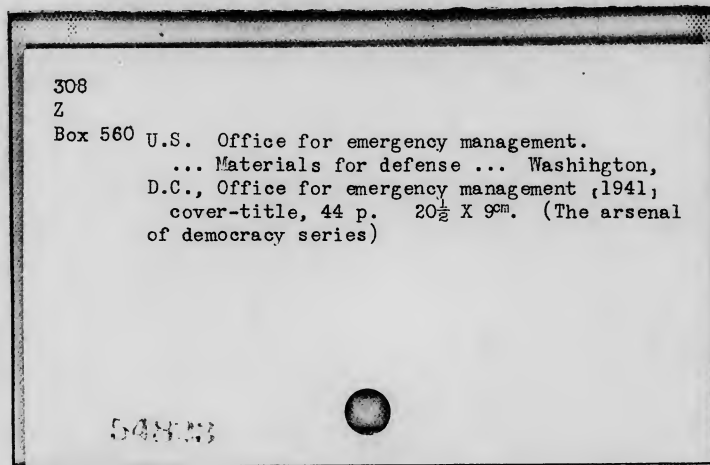 308
Z
Box 560 U.S. Office for emergency management.
... Materials for defense ... Washihgton,
D.C., Office for emergency management [1941]
cover-title, 44 p. 20½ X 9cm. (The arsenal
of democracy series)